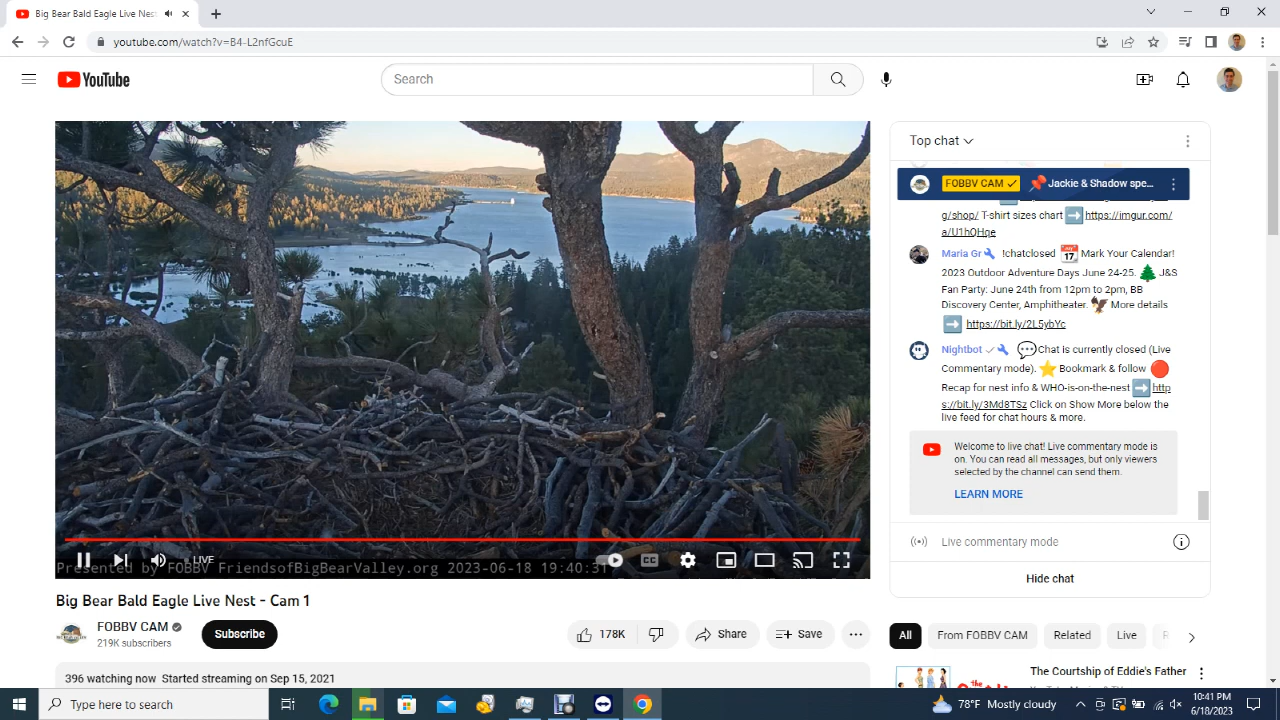 Big Bear Bald Eagle Live Nest
youtube.com/watch?v=B4-L2nfGcuE
YouTube
Search
Top chat
FOBBV CAM Jackie & Shadow spe...
g/shop/ T-shirt sizes chart https://imgur.com/
a/U1hQHqe
Maria Gr !chatclosed Mark Your Calendar!
2023 Outdoor Adventure Days June 24-25. J&S
Fan Party: June 24th from 12pm to 2pm, BB
Discovery Center, Amphitheater. More details
https://bit.ly/2L5ybYc
Nightbot Chat is currently closed (Live
Commentary mode). Bookmark & follow
Recap for nest info & WHO-is-on-the-nest http
s://bit.ly/3Md8TSz Click on Show More below the
live feed for chat hours & more.
Welcome to live chat! Live commentary mode is
on. You can read all messages, but only viewers
selected by the channel can send them.
LEARN MORE
Live commentary mode
Hide chat
LIVE
CC
Presented by FOBBV FriendsofBigBearValley.org 2023-06-18 19:40:31
Big Bear Bald Eagle Live Nest - Cam 1
FOBBV CAM
219K subscribers
Subscribe
178K
Share
Save
396 watching now Started streaming on Sep 15, 2021
All
From FOBBV CAM
Related
Live
The Courtship of Eddie's Father
Type here to search
78°F Mostly cloudy
10:41 PM
6/18/2023